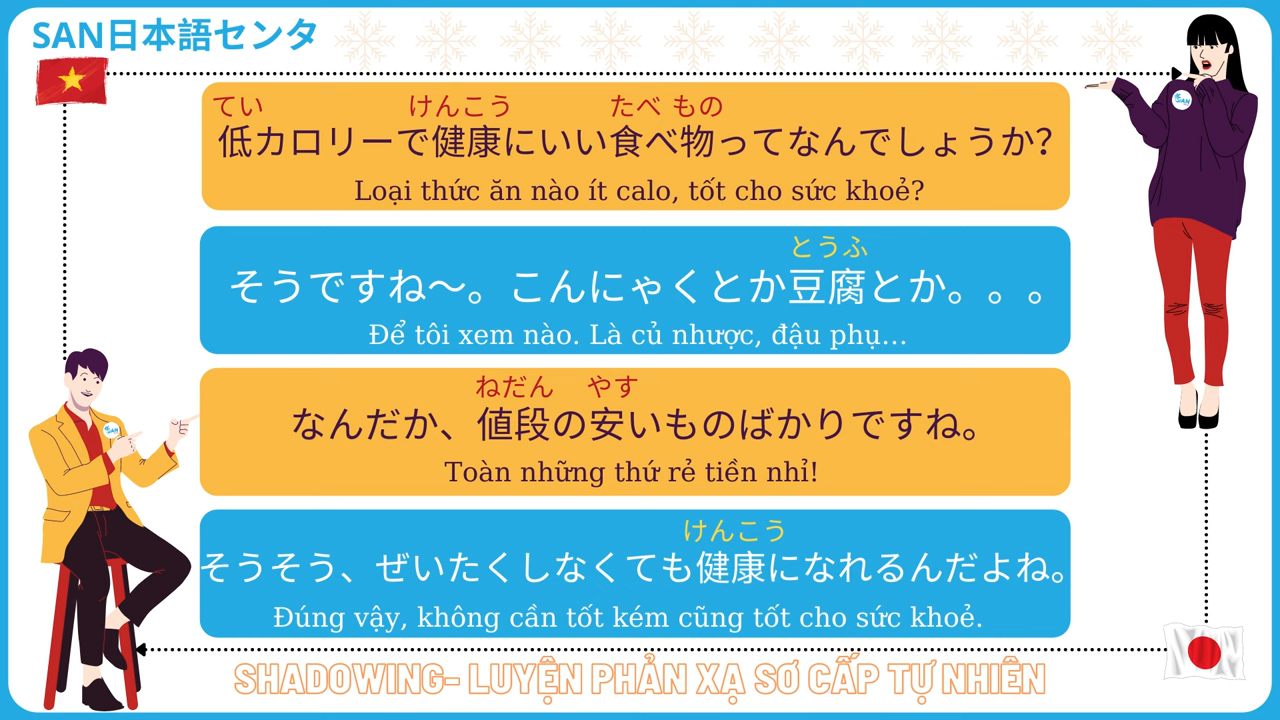 SAN日本語センタ
てい けんこう たべ もの
低カロリーで健康にいい食べ物ってなんでしょうか?
Loại thức ăn nào ít calo, tốt cho sức khoẻ?
とうふ
そうですね～。こんにゃくとか豆腐とか。。。
Để tôi xem nào. Là củ nhược, đậu phụ...
ねだん やす
なんだか、値段の安いものばかりですね。
Toàn những thứ rẻ tiền nhỉ!
けんこう
そうそう、ぜいたくしなくても健康になれるんだよね。
Đúng vậy, không cần tốt kém cũng tốt cho sức khoẻ.
SHADOWING- LUYỆN PHẢN XẠ SƠ CẤP TỰ NHIÊN
SAN
SAN